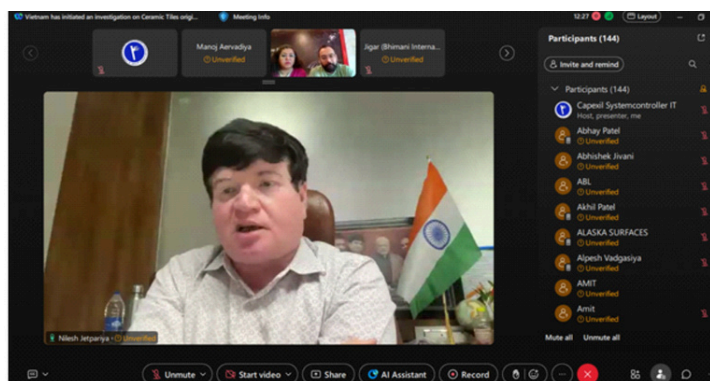 Vietnam has initiated an investigation on Ceramic Tiles origi...
Meeting Info
12:27
Layout
Manoj Aervadiya
Unverified
Jigar (Bhimani Interna...
Unverified
Nilesh Jetpariya - Unverified
Participants (144)
Invite and remind
Participants (144)
Capexil Systemcontroller IT
Host, presenter, me
Abhay Patel
Unverified
Abhishek Jivani
Unverified
ABL
Unverified
Akhil Patel
Unverified
ALASKA SURFACES
Unverified
Alpesh Vadgasiya
Unverified
AMIT
Unverified
Amit
Unverified
Mute all Unmute all
Unmute
Start video
Share
AI Assistant
Record